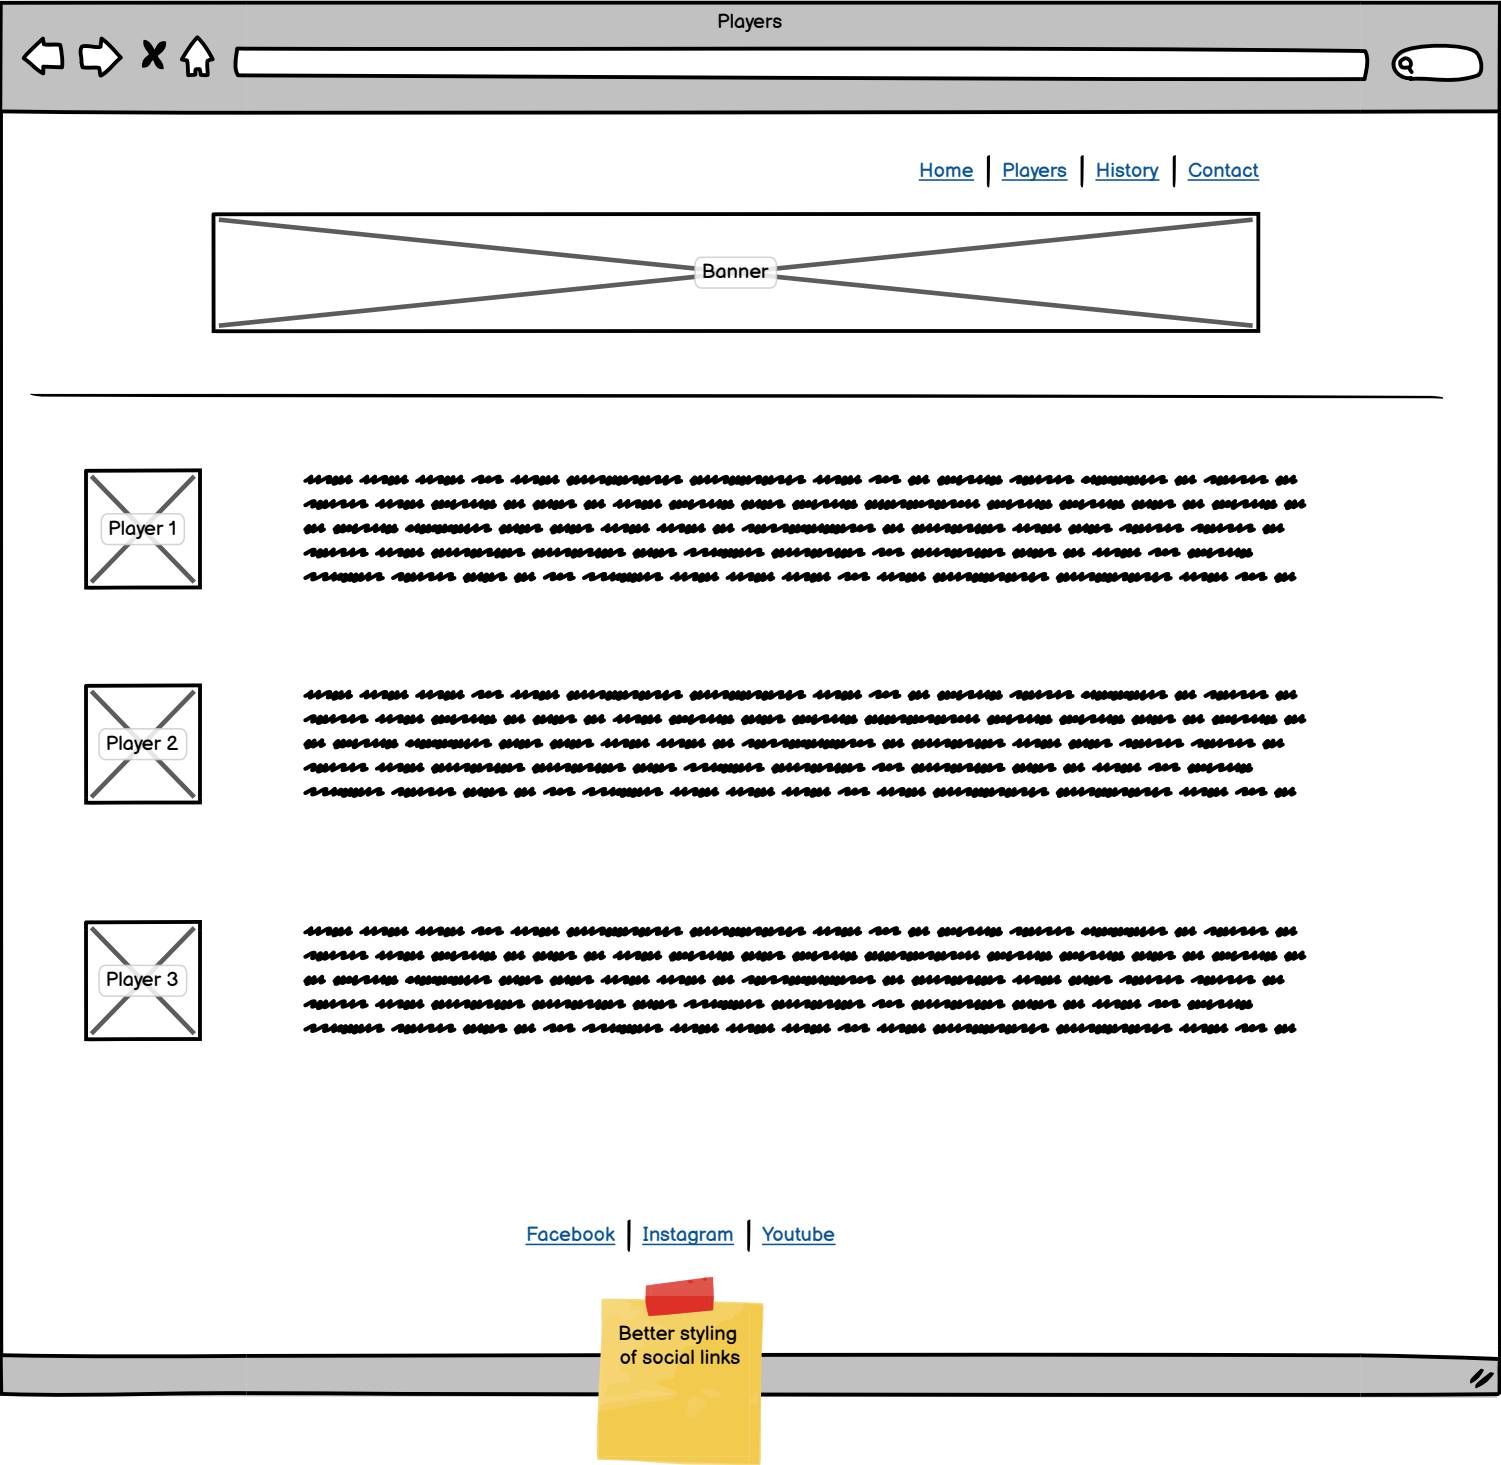 Players
Home Players History Contact
Banner
Player 1
Player 2
Player 3
Facebook Instagram Youtube
Better styling
of social links